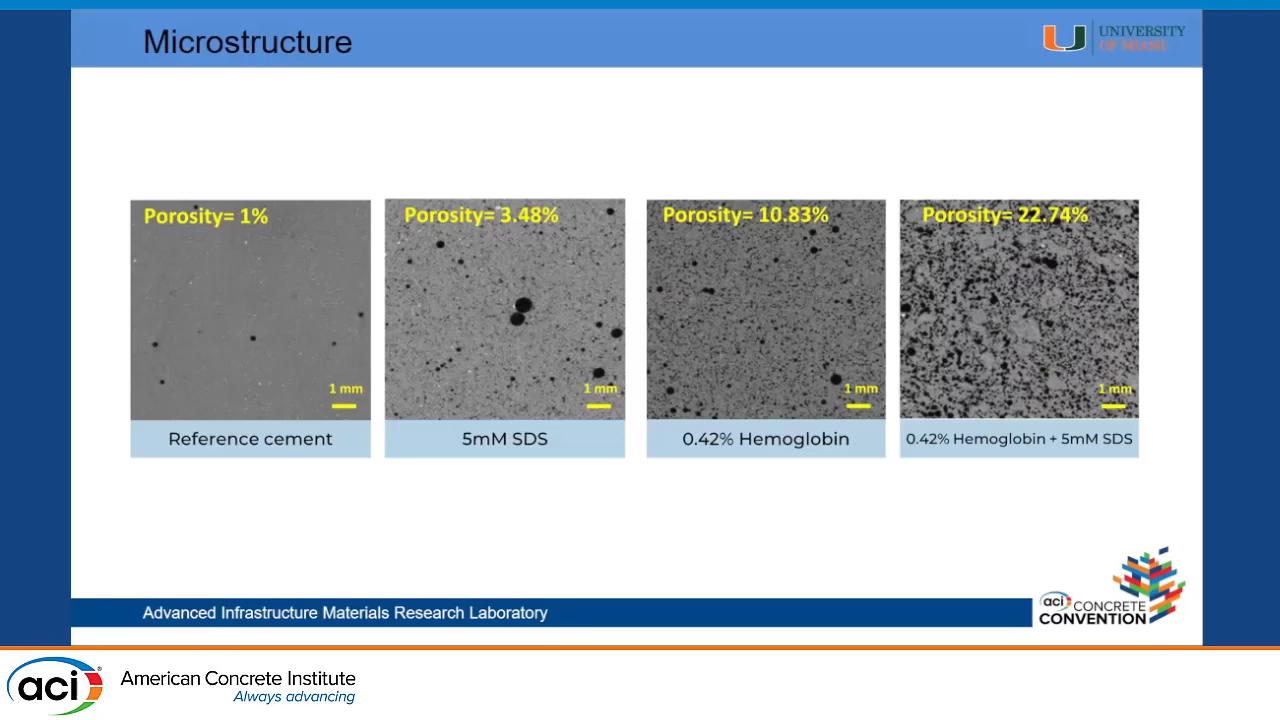 Microstructure
UNIVERSITY
OF MIAMI
Porosity= 1%
1 mm
Reference cement
Porosity= 3.48%
1 mm
5mM SDS
Porosity= 10.83%
1 mm
0.42% Hemoglobin
Porosity= 22.74%
1 mm
0.42% Hemoglobin + 5mM SDS
Advanced Infrastructure Materials Research Laboratory
aci CONCRETE
CONVENTION
aci®
American Concrete Institute
Always advancing